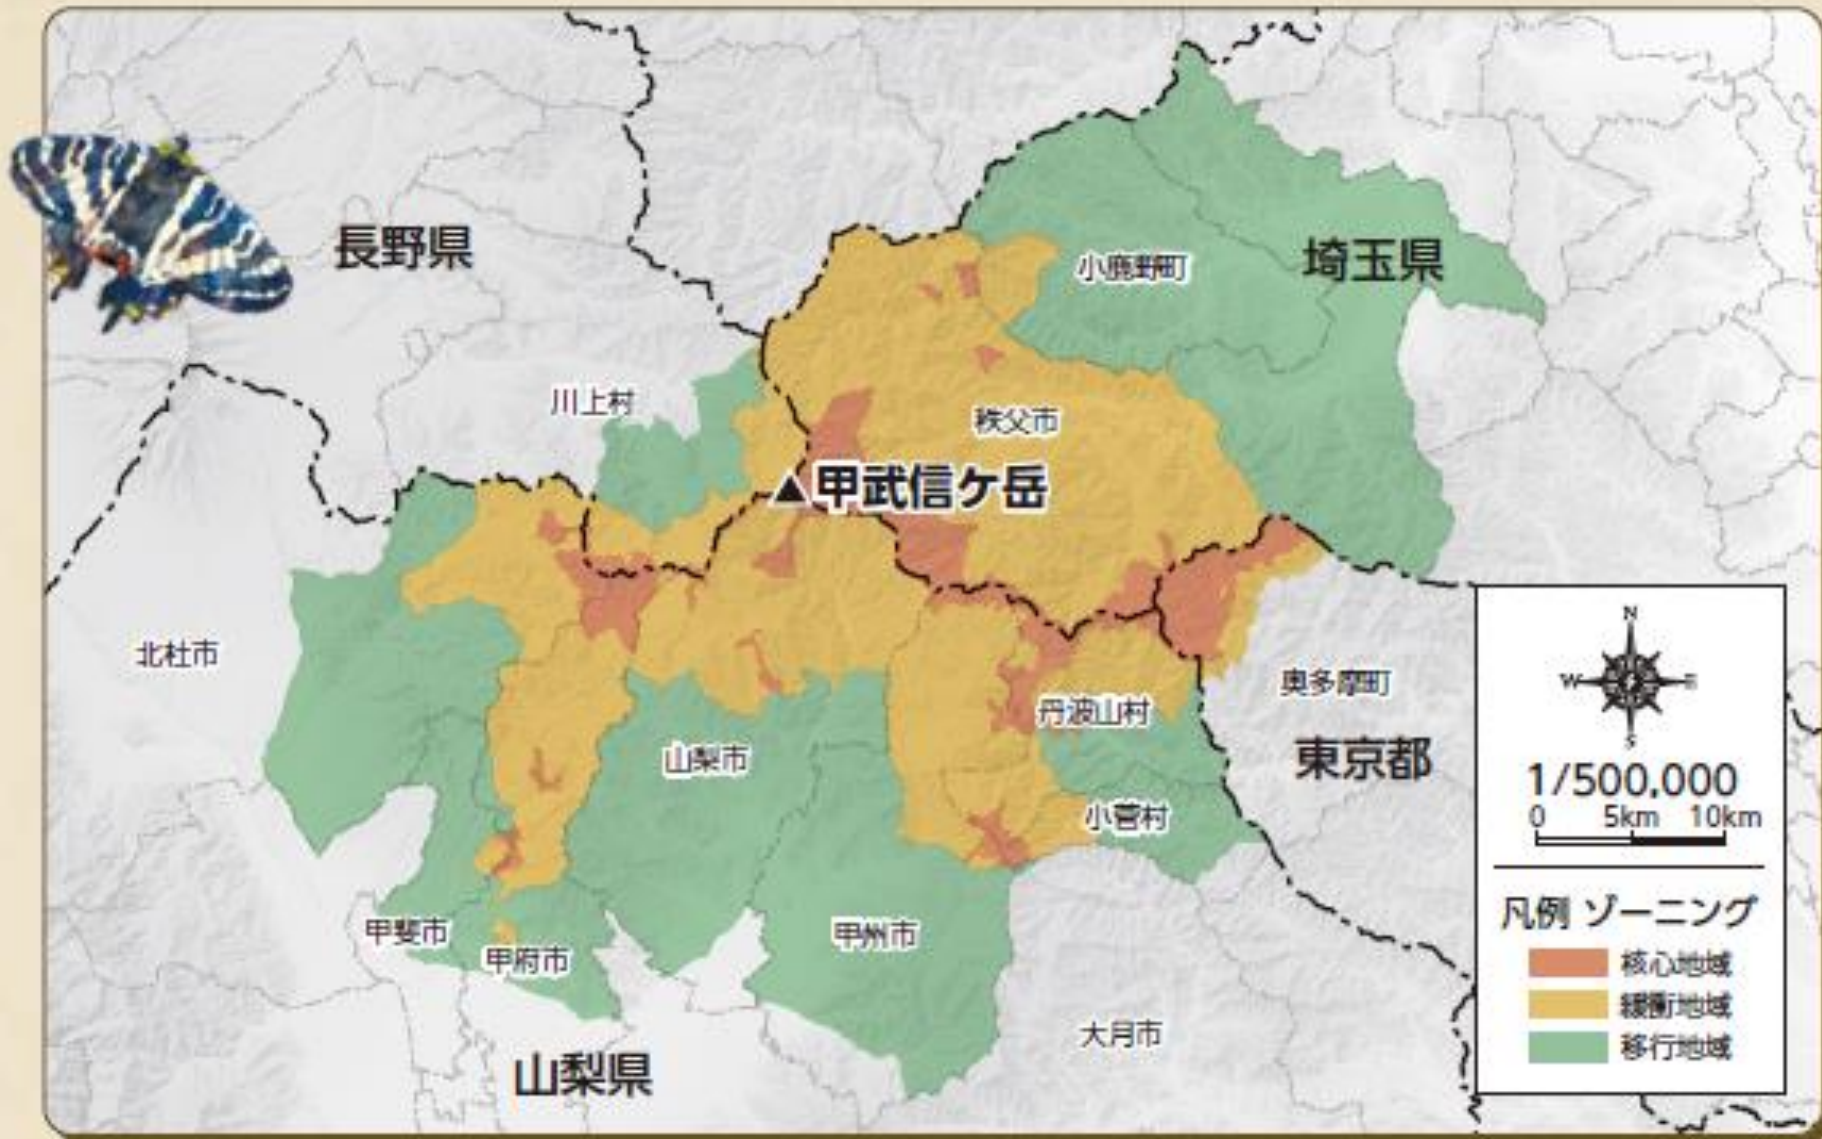 長野県
埼玉県
小鹿野町
川上村
秩父市
▲甲武信ケ岳
北杜市
奥多摩町
丹波山村
山梨市
東京都
小菅村
甲斐市
甲府市
甲州市
大月市
山梨県
N
W E
S
1/500,000
0 5km 10km
凡例 ゾーニング
核心地域
緩衝地域
移行地域